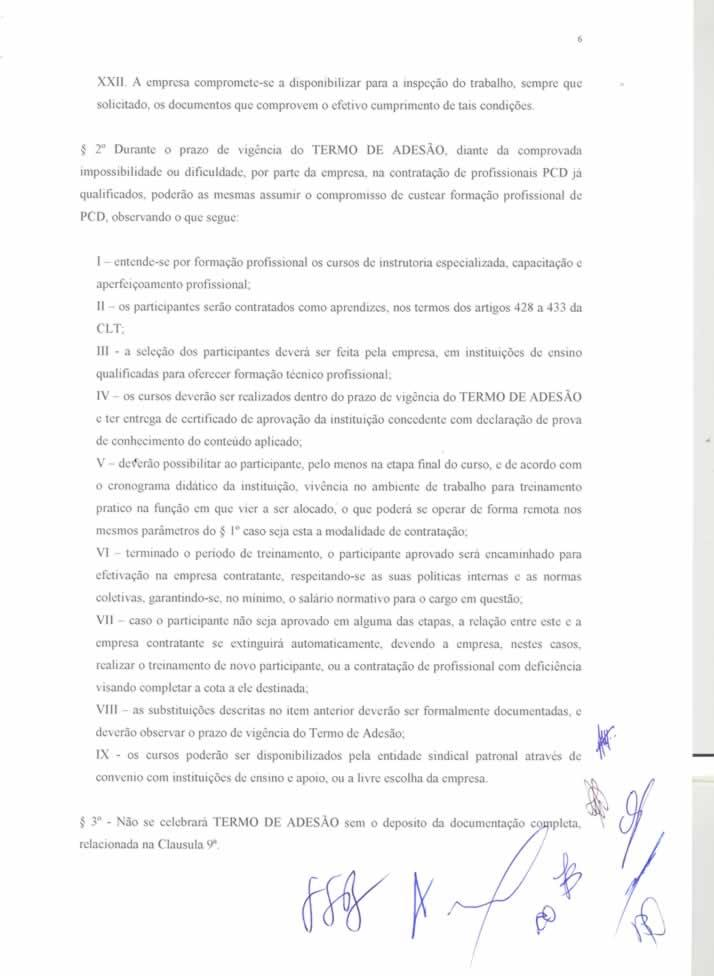 6
XXII. A empresa compromete-se a disponibilizar para a inspeção do trabalho, sempre que
solicitado, os documentos que comprovem o efetivo cumprimento de tais condições.
§ 2º Durante o prazo de vigência do TERMO DE ADESÃO, diante da comprovada
impossibilidade ou dificuldade, por parte da empresa, na contratação de profissionais PCD já
qualificados, poderão as mesmas assumir o compromisso de custear formação profissional de
PCD, observando o que segue:
I – entende-se por formação profissional os cursos de instrutoria especializada, capacitação e
aperfeiçoamento profissional;
II – os participantes serão contratados como aprendizes, nos termos dos artigos 428 a 433 da
CLT;
III - a seleção dos participantes deverá ser feita pela empresa, em instituições de ensino
qualificadas para oferecer formação técnico profissional;
IV – os cursos deverão ser realizados dentro do prazo de vigência do TERMO DE ADESÃO
e ter entrega de certificado de aprovação da instituição concedente com declaração de prova
de conhecimento do conteúdo aplicado;
V – deverão possibilitar ao participante, pelo menos na etapa final do curso, e de acordo com
o cronograma didático da instituição, vivência no ambiente de trabalho para treinamento
pratico na função em que vier a ser alocado, o que poderá se operar de forma remota nos
mesmos parâmetros do § 1º caso seja esta a modalidade de contratação;
VI – terminado o período de treinamento, o participante aprovado será encaminhado para
efetivação na empresa contratante, respeitando-se as suas políticas internas e as normas
coletivas, garantindo-se, no mínimo, o salário normativo para o cargo em questão;
VII – caso o participante não seja aprovado em alguma das etapas, a relação entre este e a
empresa contratante se extinguirá automaticamente, devendo a empresa, nestes casos,
realizar o treinamento de novo participante, ou a contratação de profissional com deficiência
visando completar a cota a ele destinada;
VIII – as substituições descritas no item anterior deverão ser formalmente documentadas, e
deverão observar o prazo de vigência do Termo de Adesão;
IX - os cursos poderão ser disponibilizados pela entidade sindical patronal através de
convenio com instituições de ensino e apoio, ou a livre escolha da empresa.
§ 3º - Não se celebrará TERMO DE ADESÃO sem o deposito da documentação completa,
relacionada na Clausula 9ª.